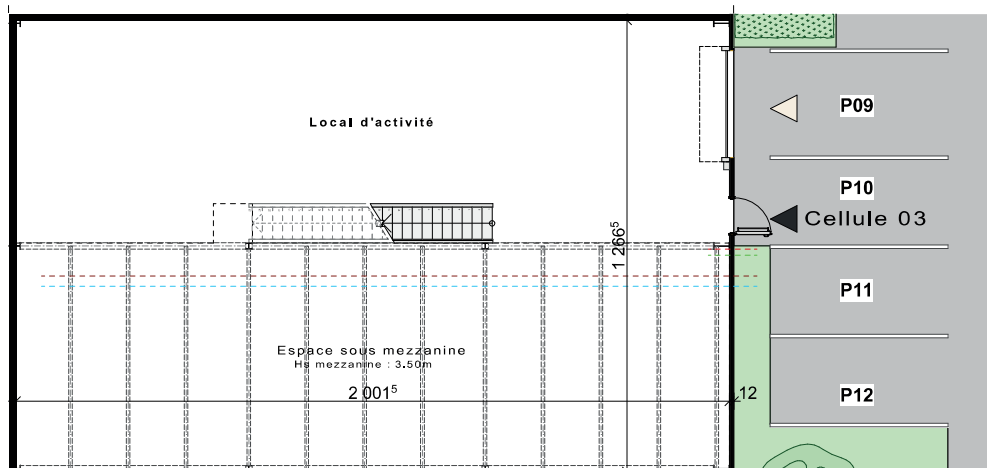 Local d'activité
P09
P10
Cellule 03
1 266⁵
P11
Espace sous mezzanine
Hs mezzanine : 3.50m
2 001⁵
12
P12